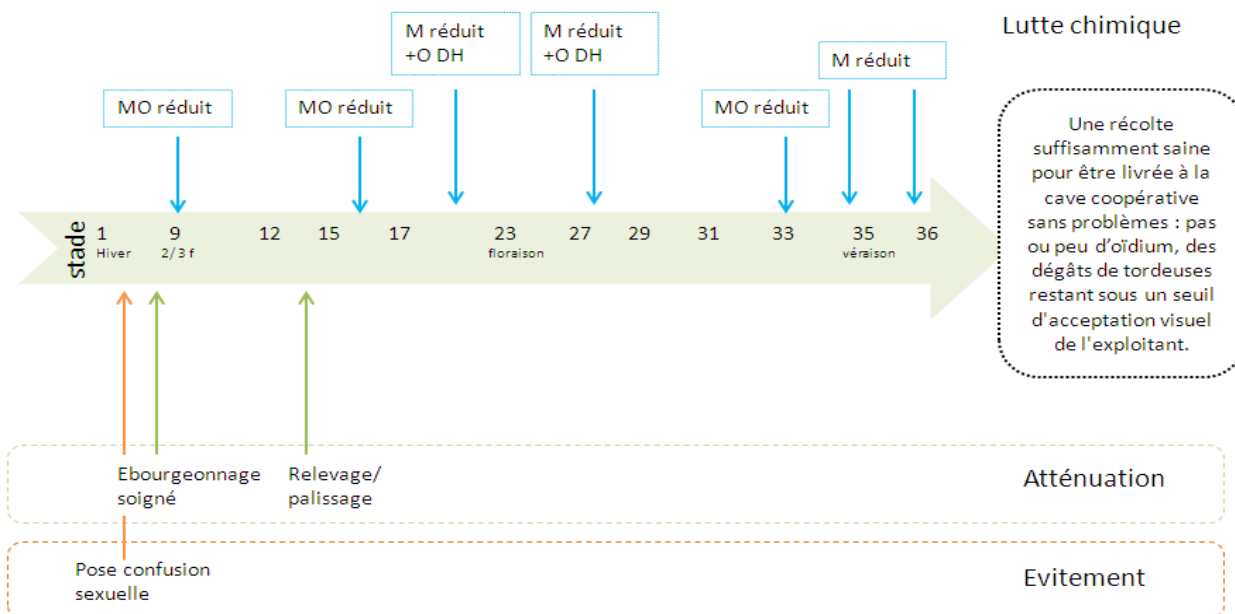 Lutte chimique
M réduit
+O DH
M réduit
+O DH
M réduit
MO réduit
MO réduit
MO réduit
Une récolte
suffisamment saine
pour être livrée à la
cave coopérative
sans problèmes : pas
ou peu d'oïdium, des
dégâts de tordeuses
restant sous un seuil
d'acceptation visuel
de l'exploitant.
stade
1 9 12 15 17 23 27 29 31 33 35 36
Hiver 2/3 f floraison véraison
Ebourgeonnage
soigné
Relevage/
palissage
Atténuation
Pose confusion
sexuelle
Evitement